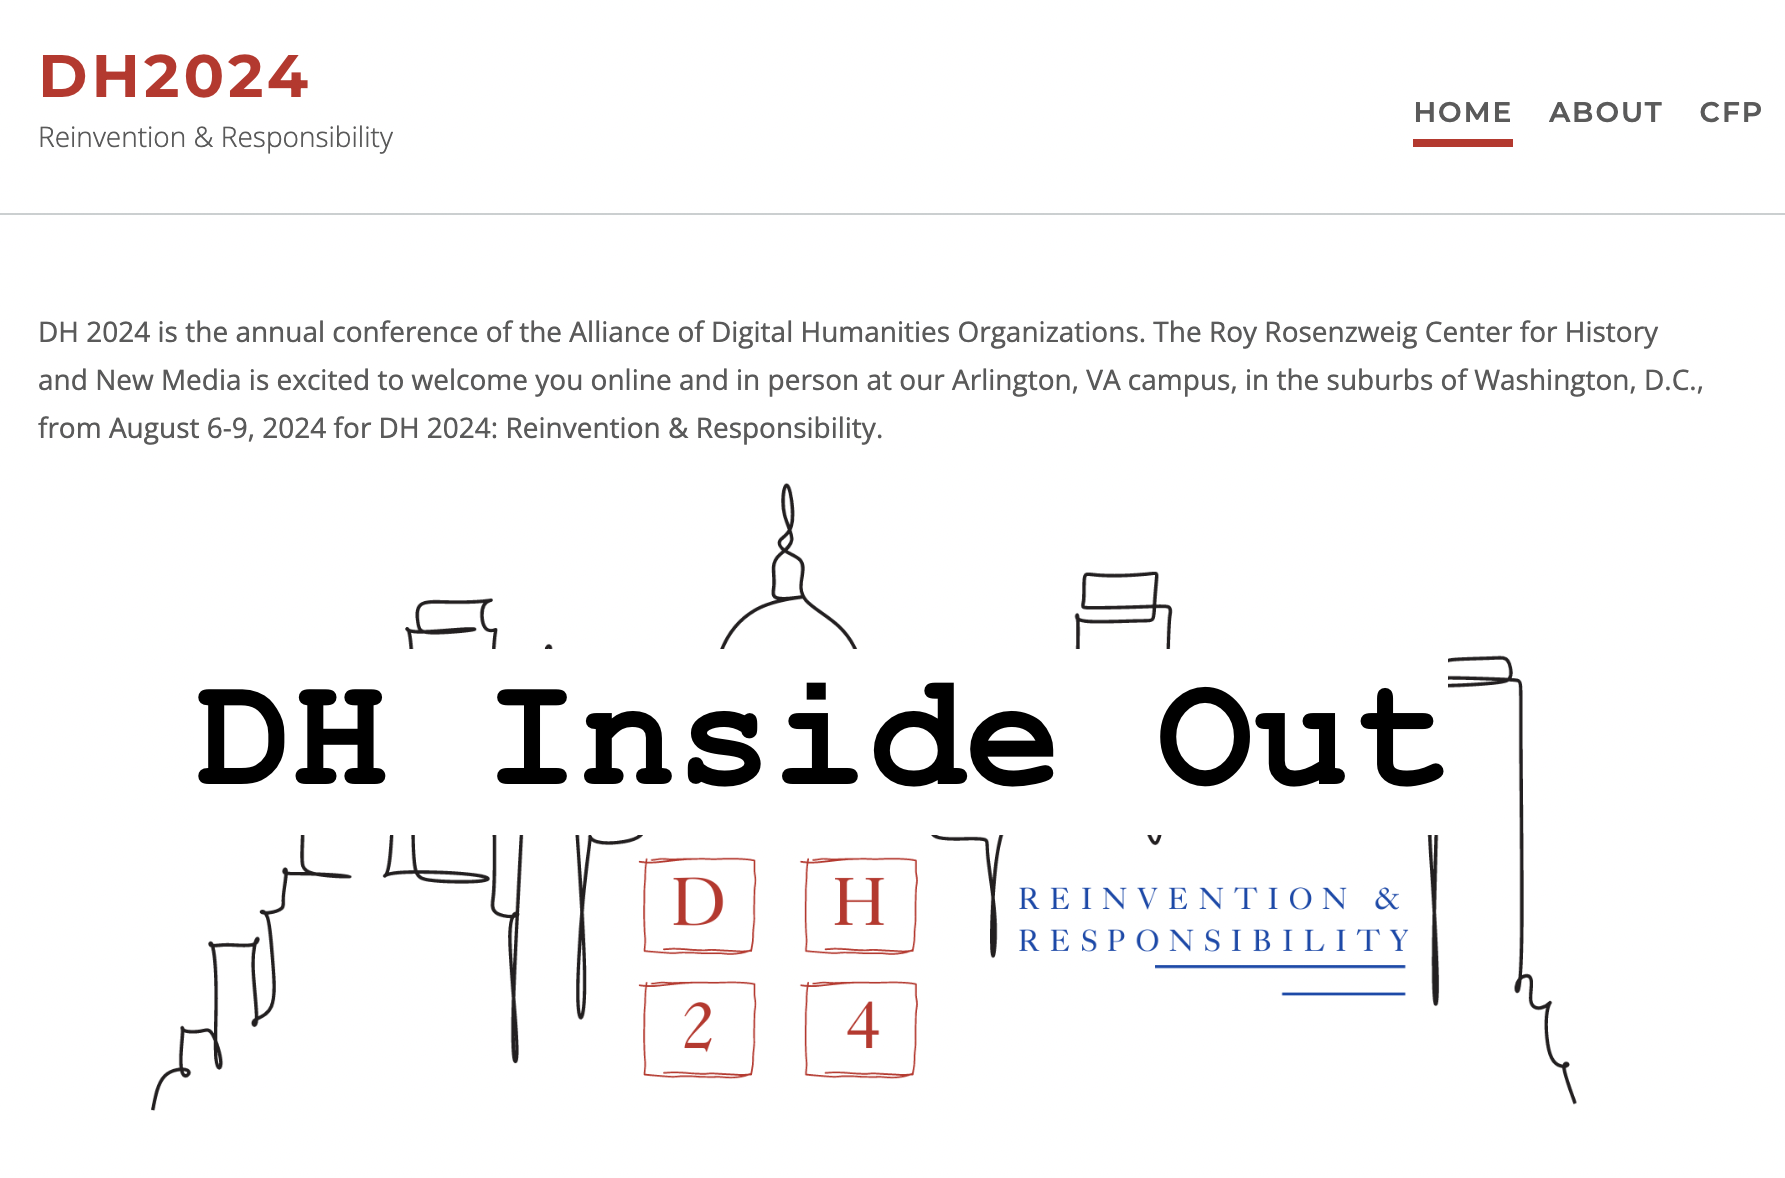 DH2024
Reinvention & Responsibility
HOME ABOUT CFP
DH 2024 is the annual conference of the Alliance of Digital Humanities Organizations. The Roy Rosenzweig Center for History
and New Media is excited to welcome you online and in person at our Arlington, VA campus, in the suburbs of Washington, D.C.,
from August 6-9, 2024 for DH 2024: Reinvention & Responsibility.
DH Inside Out
D H
2 4
REINVENTION &
RESPONSIBILITY